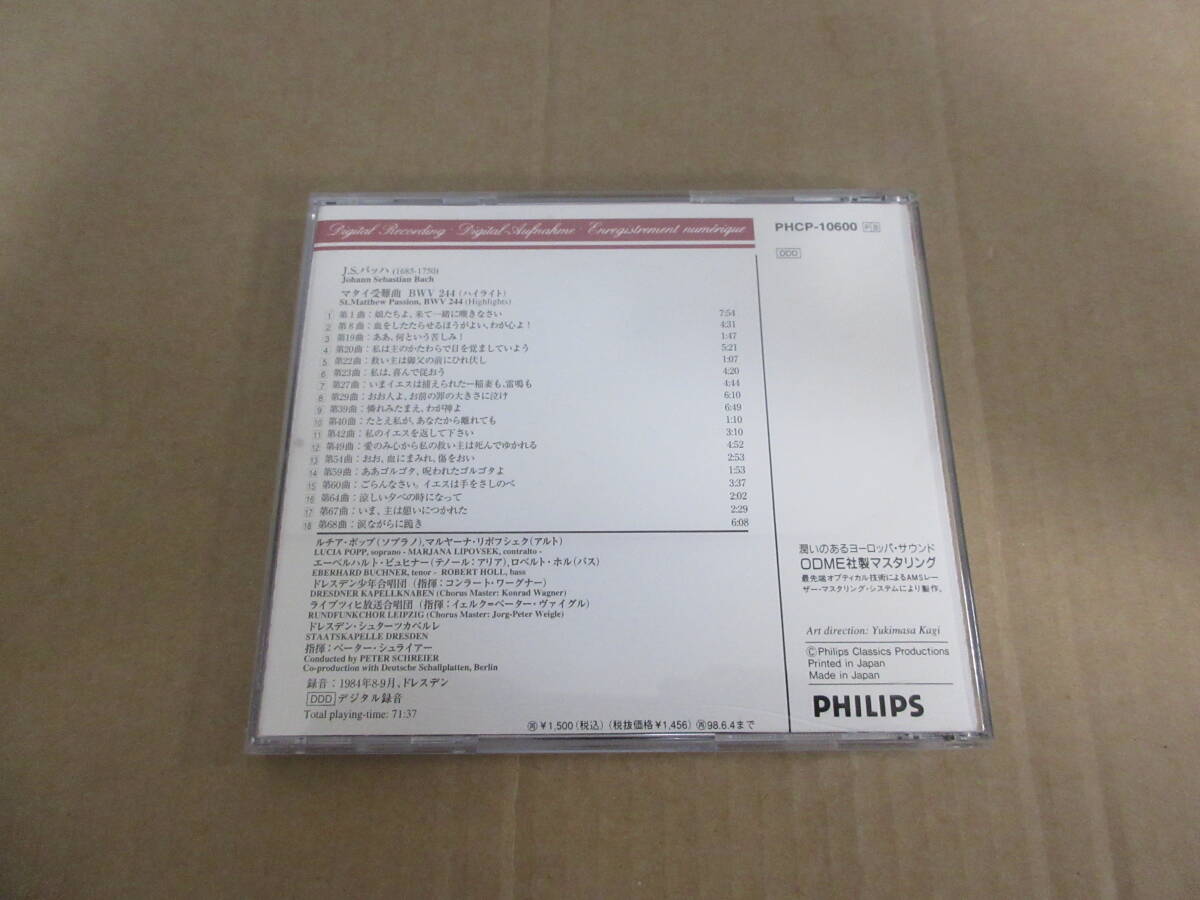 Digital Recording · Digital-Aufnahme · Enregistrement numérique
J.S.バッハ (1685-1750)
Johann Sebastian Bach
マタイ受難曲 BWV 244 (ハイライト)
St.Matthew Passion, BWV 244 (Highlights)
1 第1曲：娘たちよ、来て一緒に嘆きなさい 7:54
2 第8曲：血をしたたらせるほうがよい、わが心よ！ 4:31
3 第19曲：ああ、何という苦しみ！ 1:47
4 第20曲：私は主のかたわらで目を覚ましていよう 5:21
5 第22曲：救い主は御父の前にひれ伏し 1:07
6 第23曲：私は、喜んで従おう 4:20
7 第27曲：いまイエスは捕えられた―稲妻も、雷鳴も 4:44
8 第29曲：おお人よ、お前の罪の大きさに泣け 6:10
9 第39曲：憐れみたまえ、わが神よ 6:49
10 第40曲：たとえ私が、あなたから離れても 1:10
11 第42曲：私のイエスを返して下さい 3:10
12 第49曲：愛のみ心から私の救い主は死んでゆかれる 4:52
13 第54曲：おお、血にまみれ、傷をおい 2:53
14 第59曲：ああゴルゴタ、呪われたゴルゴタよ 1:53
15 第60曲：ごらんなさい。イエスは手をさしのべ 3:37
16 第64曲：涼しい夕べの時になって 2:02
17 第67曲：いま、主は憩いにつかれた 2:29
18 第68曲：涙ながらに跪き 6:08
ルチア・ポップ(ソプラノ)、マルヤーナ・リポフシェク(アルト)
LUCIA POPP, soprano - MARJANA LIPOVSEK, contralto -
エーベルハルト・ビュヒナー(テノール：アリア)、ロベルト・ホル(バス)
EBERHARD BUCHNER, tenor - ROBERT HOLL, bass
ドレスデン少年合唱団 (指揮：コンラート・ワーグナー)
DRESDNER KAPELLKNABEN (Chorus Master: Konrad Wagner)
ライプツィヒ放送合唱団 (指揮：イェルク=ペーター・ヴァイグル)
RUNDFUNKCHOR LEIPZIG (Chorus Master: Jorg-Peter Weigle)
ドレスデン・シュターツカペルレ
STAATSKAPELLE DRESDEN
指揮：ペーター・シュライアー
Conducted by PETER SCHREIER
Co-production with Deutsche Schallplatten, Berlin
録音：1984年8-9月、ドレスデン
DDD デジタル録音
Total playing-time: 71:37
再¥1,500(税込)(税抜価格¥1,456) 再98.6.4まで
PHCP-10600
DDD
潤いのあるヨーロッパ・サウンド
ODME社製マスタリング
最先端オプティカル技術によるAMSレー
ザー・マスタリング・システムにより製作。
Art direction: Yukimasa Kagi
©Philips Classics Productions
Printed in Japan
Made in Japan
PHILIPS